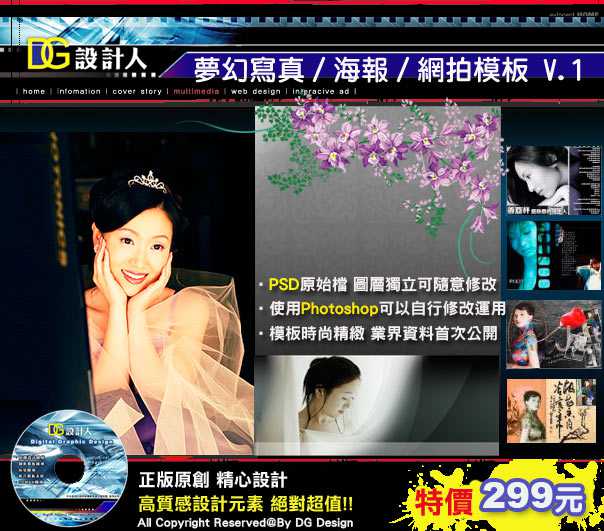 DG 設計人
夢幻寫真 / 海報 / 網拍模板 V.1
| home | infomation | cover story | multimedia | web design | interacive ad |
· PSD原始檔 圖層獨立可隨意修改
· 使用Photoshop可以自行修改運用
· 模板時尚精緻 業界資料首次公開
DG 設計人
Digital Graphic Design
正版原創 精心設計
高質感設計元素 絕對超值!!
All Copyright Reserved@By DG Design
特價 299元